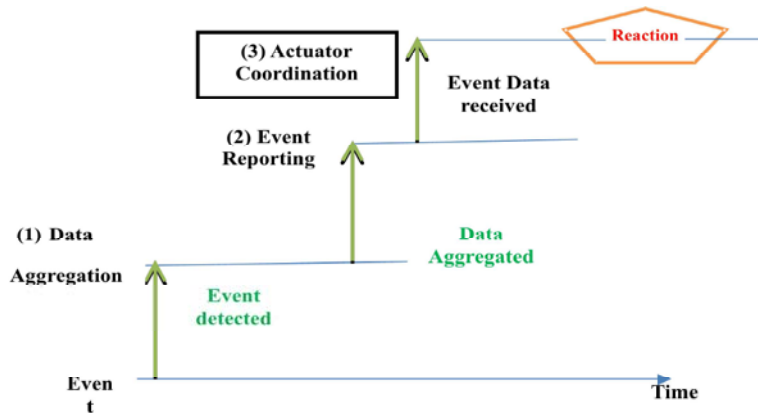 (3) Actuator
Coordination
Reaction
Event Data
received
(2) Event
Reporting
(1) Data
Aggregation
Data
Aggregated
Event
detected
Even
t
Time